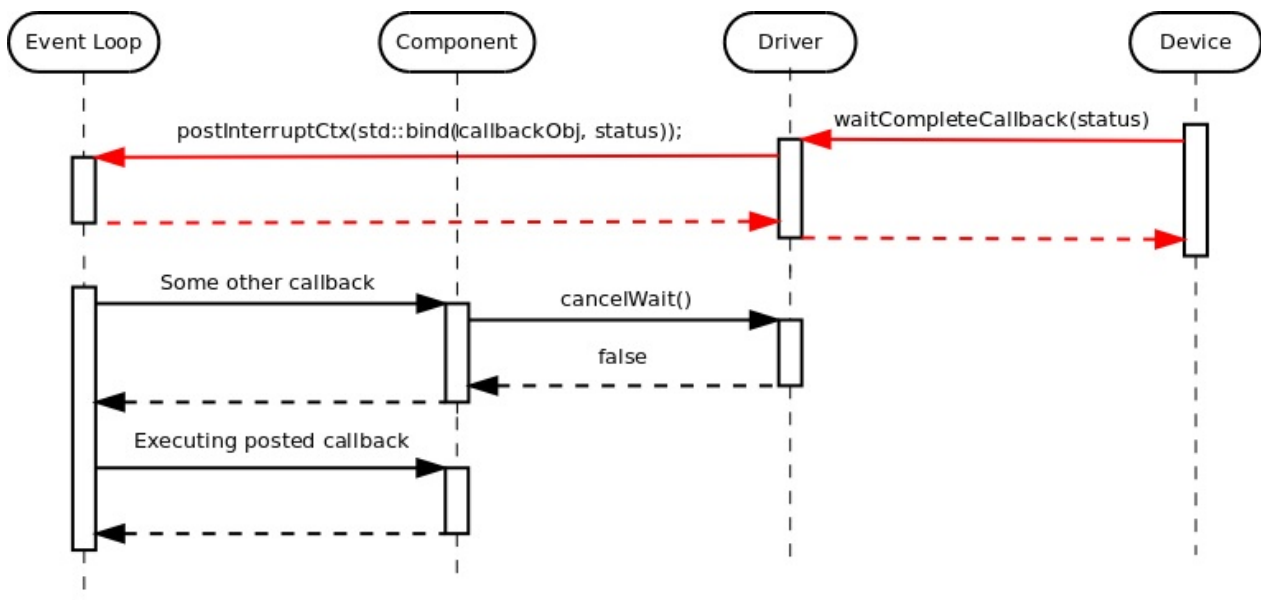 Event Loop
Component
Driver
Device
waitCompleteCallback(status)
postInterruptCtx(std::bind(callbackObj, status));
Some other callback
cancelWait()
false
Executing posted callback